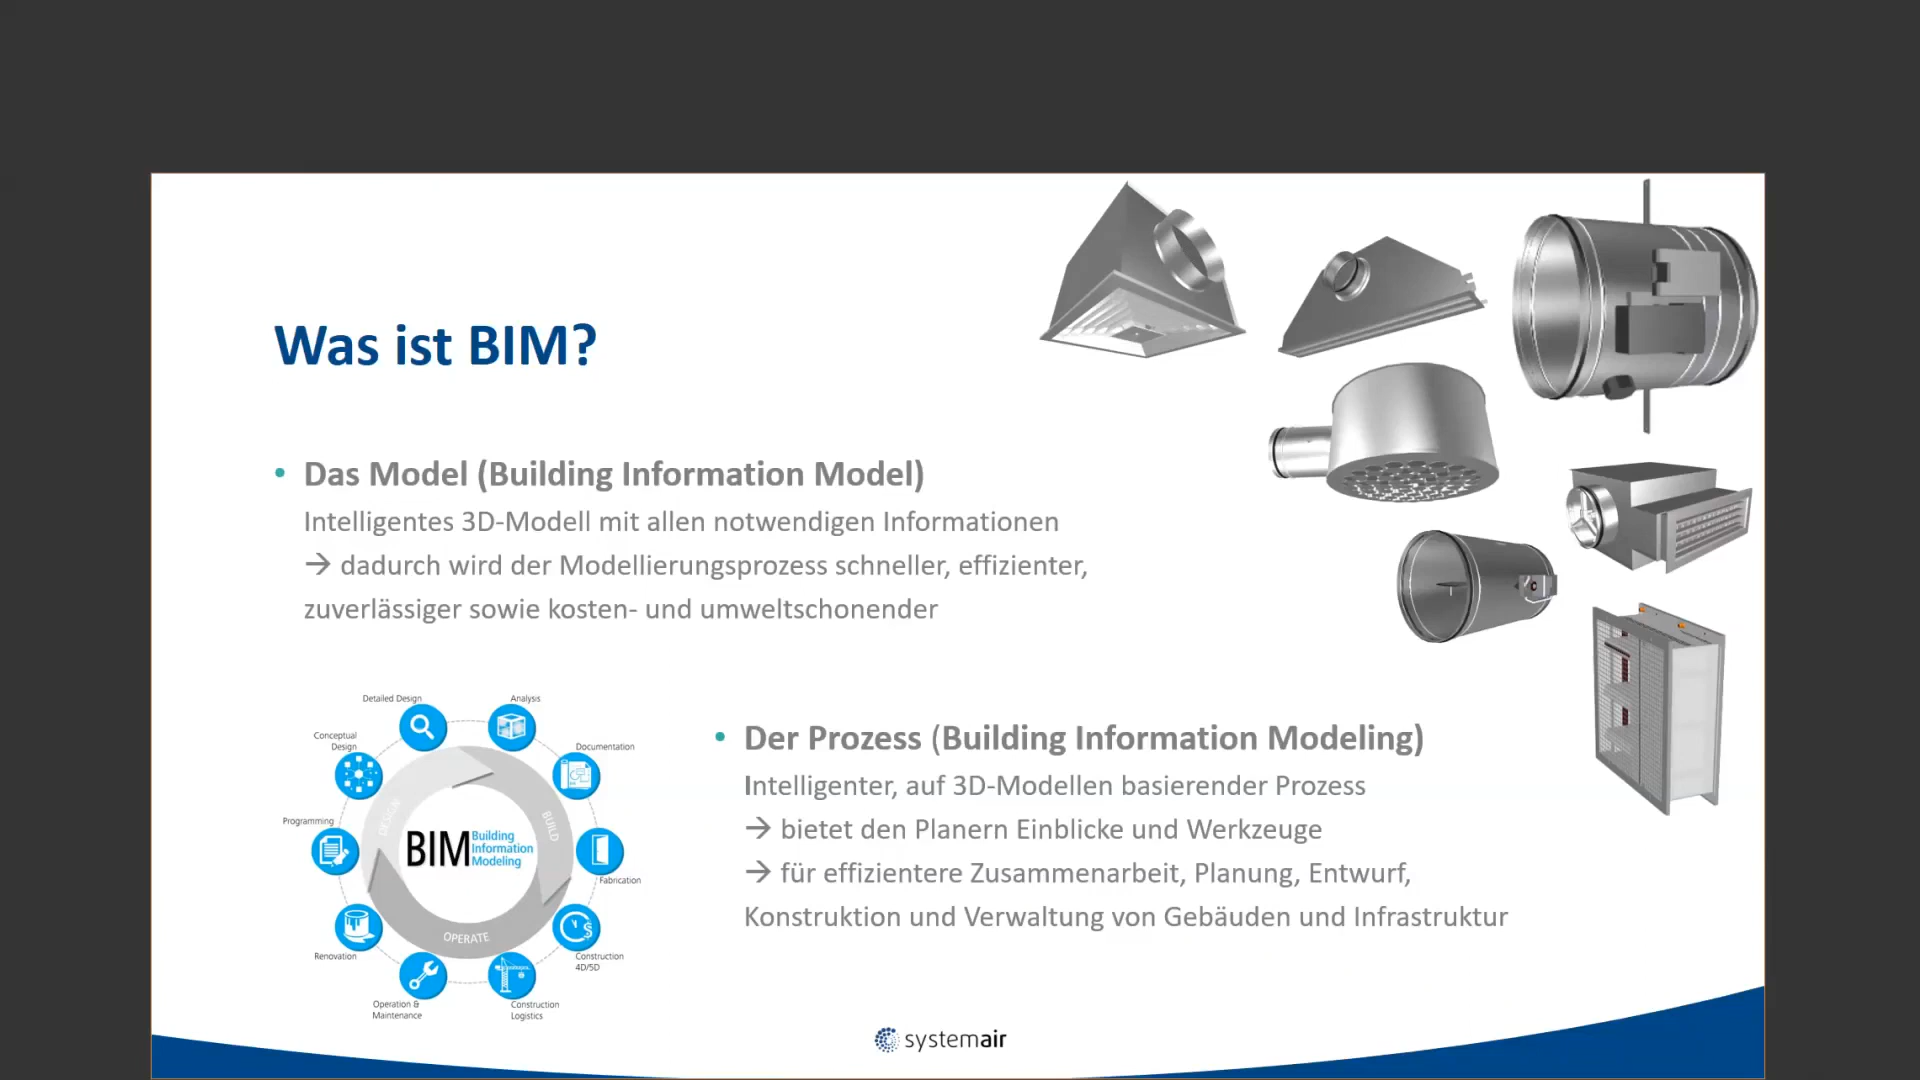 Was ist BIM?
• Das Model (Building Information Model)
Intelligentes 3D-Modell mit allen notwendigen Informationen
→ dadurch wird der Modellierungsprozess schneller, effizienter,
zuverlässiger sowie kosten- und umweltschonender
Detailed Design
Analysis
Conceptual
Design
Documentation
Programming
Fabrication
Renovation
Construction
4D/5D
Operation &
Maintenance
Construction
Logistics
DESIGN
BUILD
OPERATE
BIM Building
Information
Modeling
• Der Prozess (Building Information Modeling)
Intelligenter, auf 3D-Modellen basierender Prozess
→ bietet den Planern Einblicke und Werkzeuge
→ für effizientere Zusammenarbeit, Planung, Entwurf,
Konstruktion und Verwaltung von Gebäuden und Infrastruktur
systemair